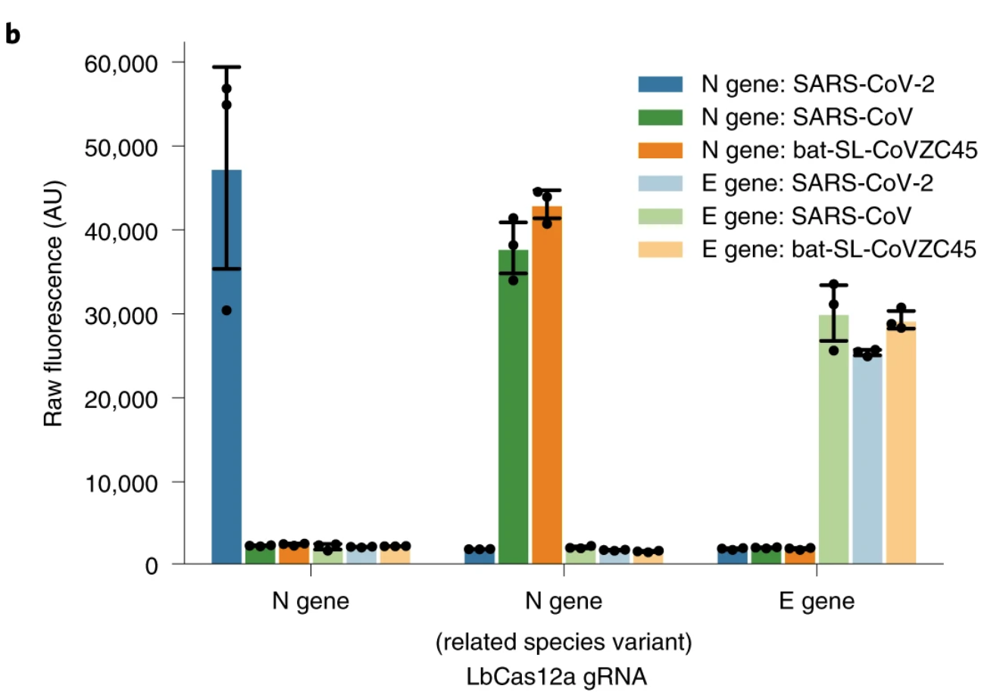 b
60,000
50,000
40,000
30,000
20,000
10,000
0
Raw fluorescence (AU)
N gene: SARS-CoV-2
N gene: SARS-CoV
N gene: bat-SL-CoVZC45
E gene: SARS-CoV-2
E gene: SARS-CoV
E gene: bat-SL-CoVZC45
N gene
N gene
E gene
(related species variant)
LbCas12a gRNA